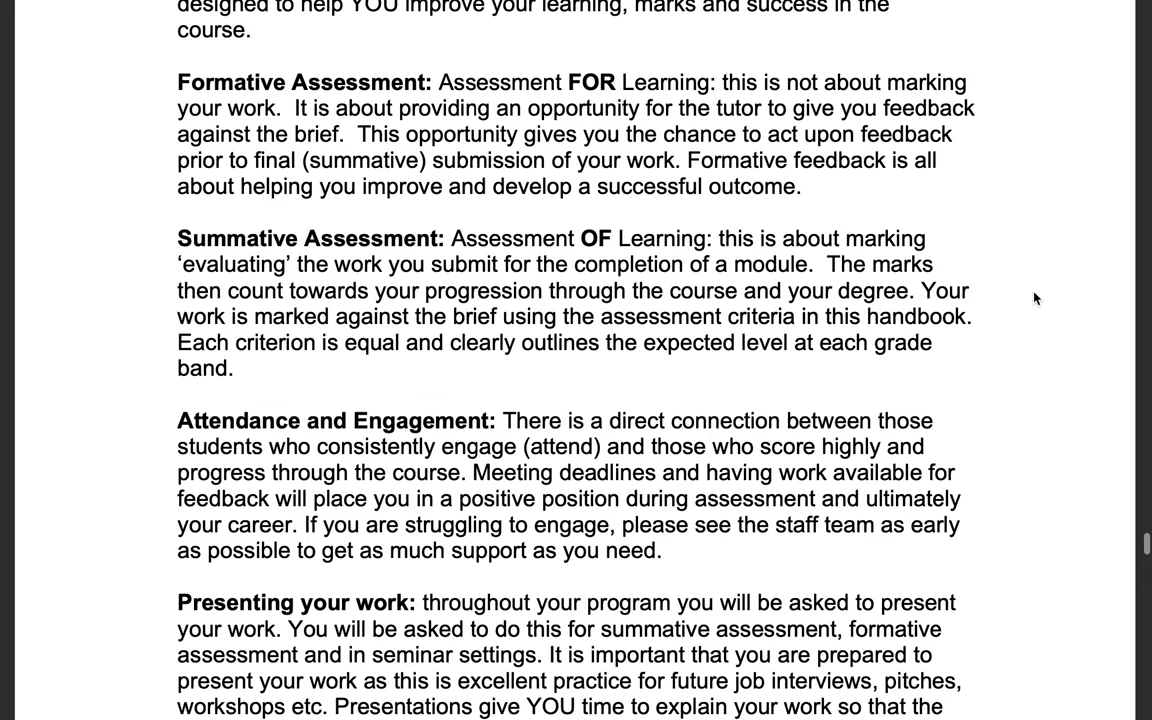 designed to help YOU improve your learning, marks and success in the
course.
Formative Assessment: Assessment FOR Learning: this is not about marking
your work.  It is about providing an opportunity for the tutor to give you feedback
against the brief.  This opportunity gives you the chance to act upon feedback
prior to final (summative) submission of your work. Formative feedback is all
about helping you improve and develop a successful outcome.
Summative Assessment: Assessment OF Learning: this is about marking
‘evaluating’ the work you submit for the completion of a module.  The marks
then count towards your progression through the course and your degree. Your
work is marked against the brief using the assessment criteria in this handbook.
Each criterion is equal and clearly outlines the expected level at each grade
band.
Attendance and Engagement: There is a direct connection between those
students who consistently engage (attend) and those who score highly and
progress through the course. Meeting deadlines and having work available for
feedback will place you in a positive position during assessment and ultimately
your career. If you are struggling to engage, please see the staff team as early
as possible to get as much support as you need.
Presenting your work: throughout your program you will be asked to present
your work. You will be asked to do this for summative assessment, formative
assessment and in seminar settings. It is important that you are prepared to
present your work as this is excellent practice for future job interviews, pitches,
workshops etc. Presentations give YOU time to explain your work so that the